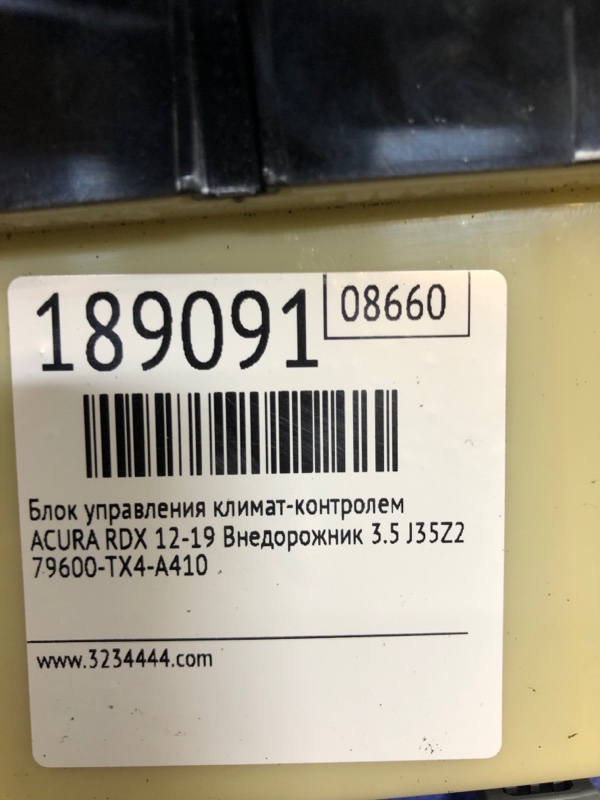 189091
08660
Блок управления климат-контролем
ACURA RDX 12-19 Внедорожник 3.5 J35Z2
79600-TX4-A410
www.3234444.com